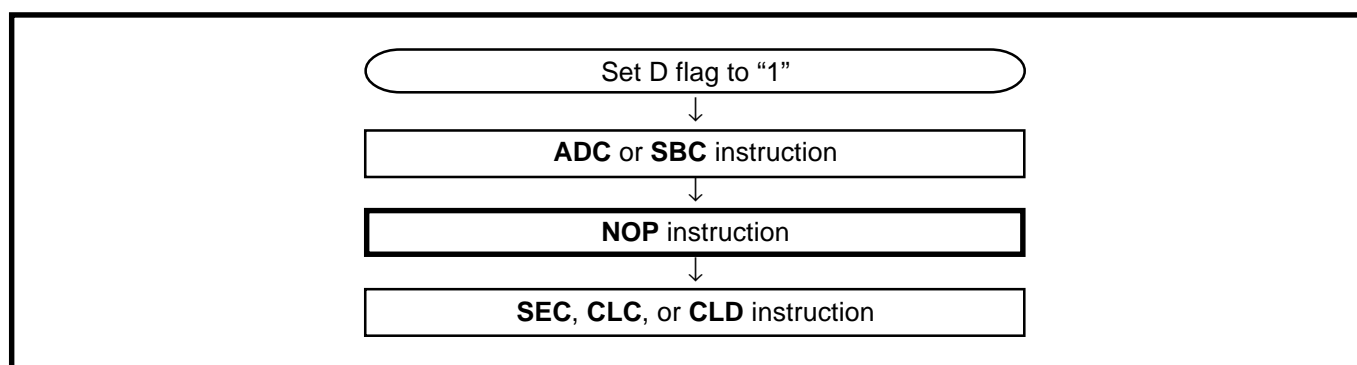 Set D flag to “1”
ADC or SBC instruction
NOP instruction
SEC, CLC, or CLD instruction